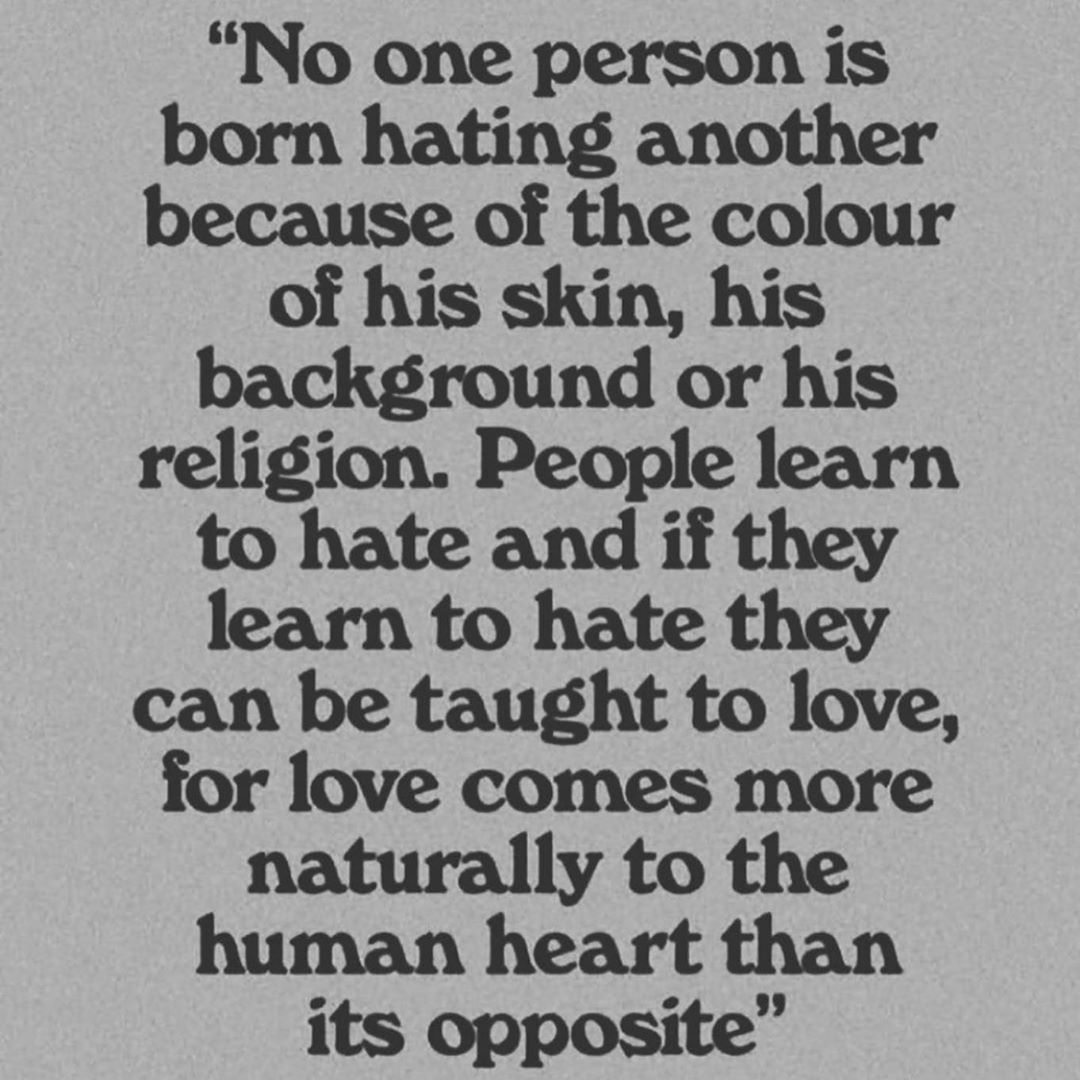 “No one person is
born hating another
because of the colour
of his skin, his
background or his
religion. People learn
to hate and if they
learn to hate they
can be taught to love,
for love comes more
naturally to the
human heart than
its opposite”